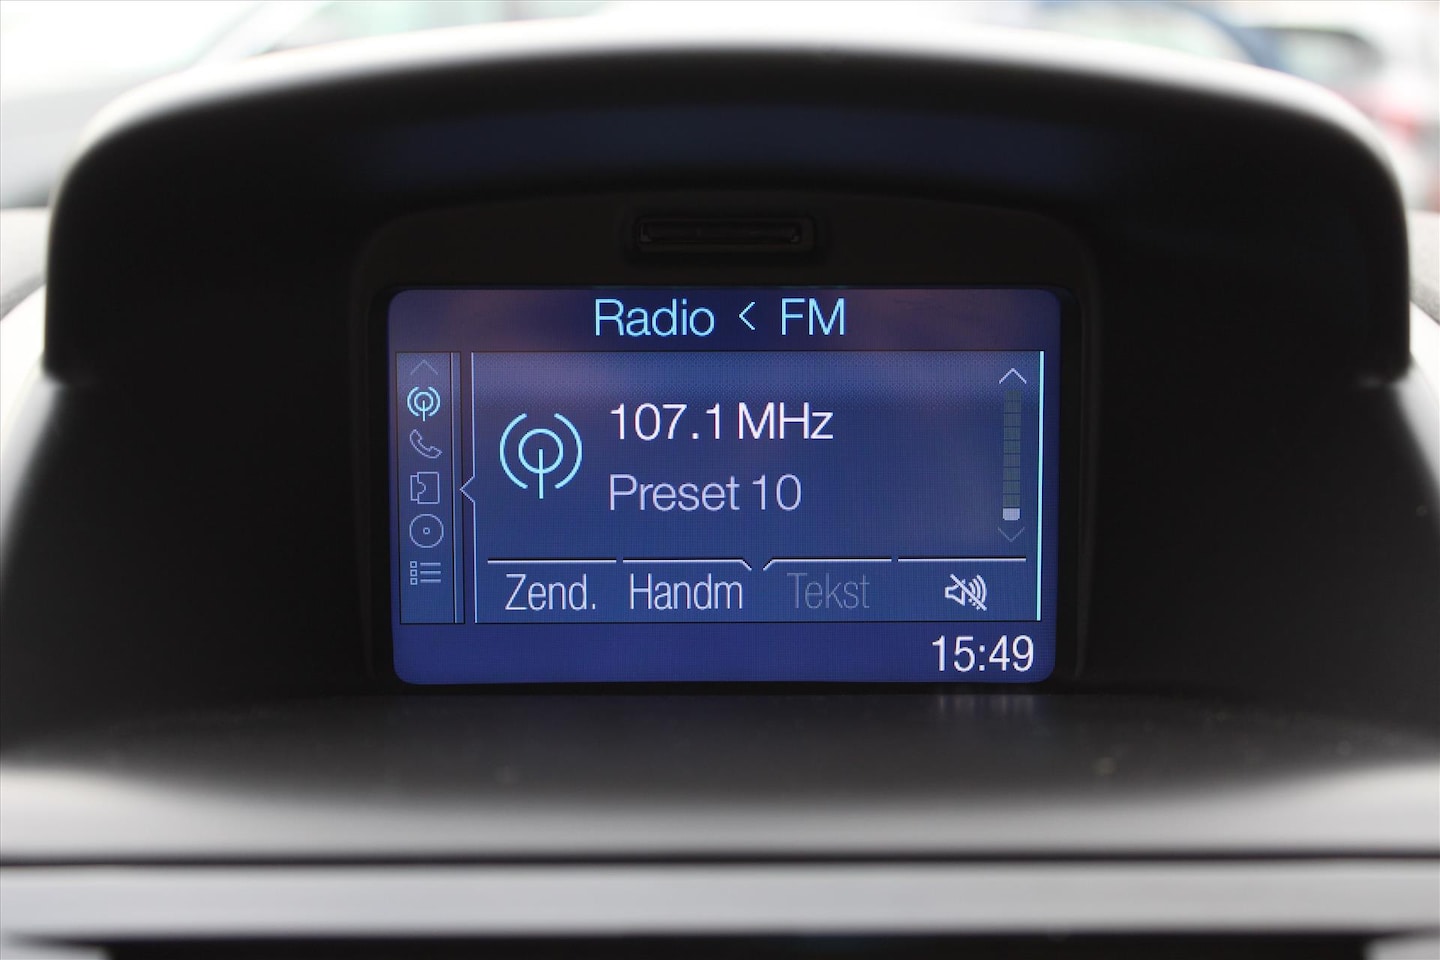 Radio < FM
107.1 MHz
Preset 10
Zend. Handm Tekst
15:49